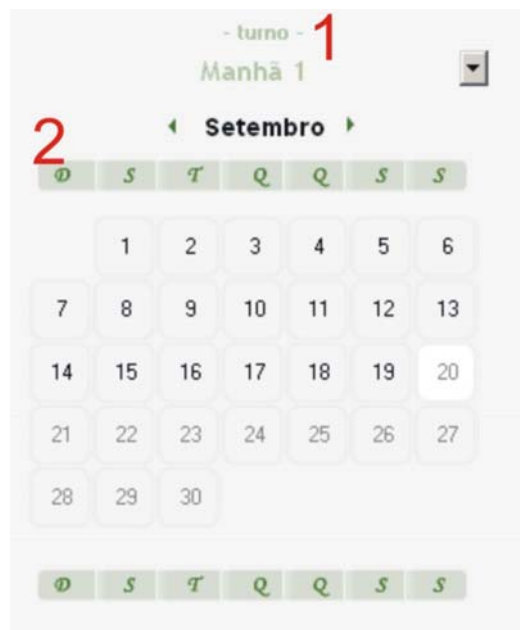 - turno - 1
Manhã 1
Setembro
2
D S T Q Q S S
1 2 3 4 5 6
7 8 9 10 11 12 13
14 15 16 17 18 19 20
21 22 23 24 25 26 27
28 29 30
D S T Q Q S S